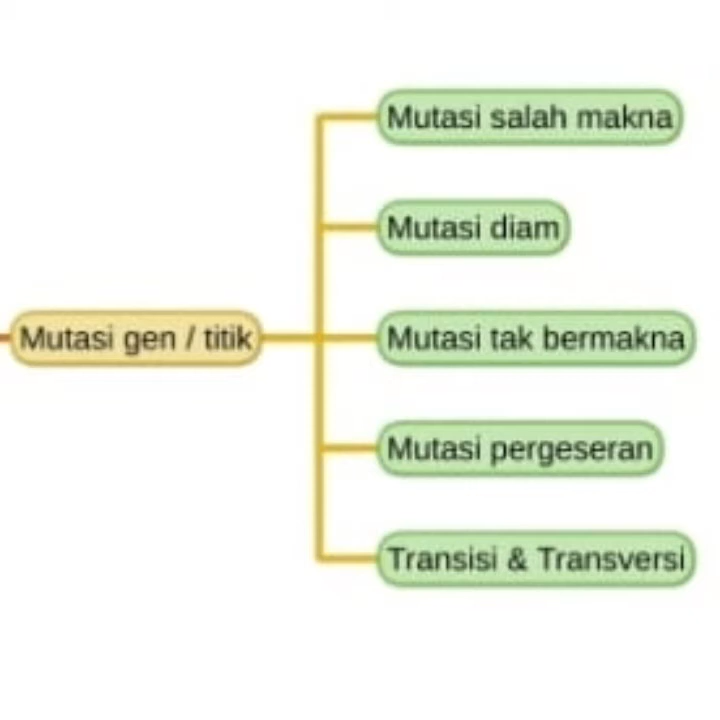 Mutasi gen / titik
Mutasi salah makna
Mutasi diam
Mutasi tak bermakna
Mutasi pergeseran
Transisi & Transversi